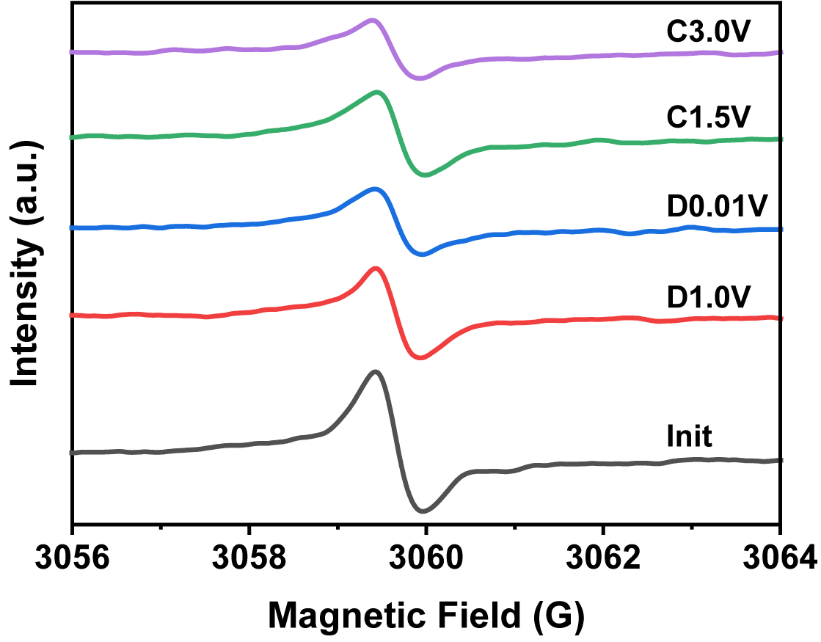 C3.0V
C1.5V
D0.01V
D1.0V
Init
Intensity (a.u.)
3056 3058 3060 3062 3064
Magnetic Field (G)